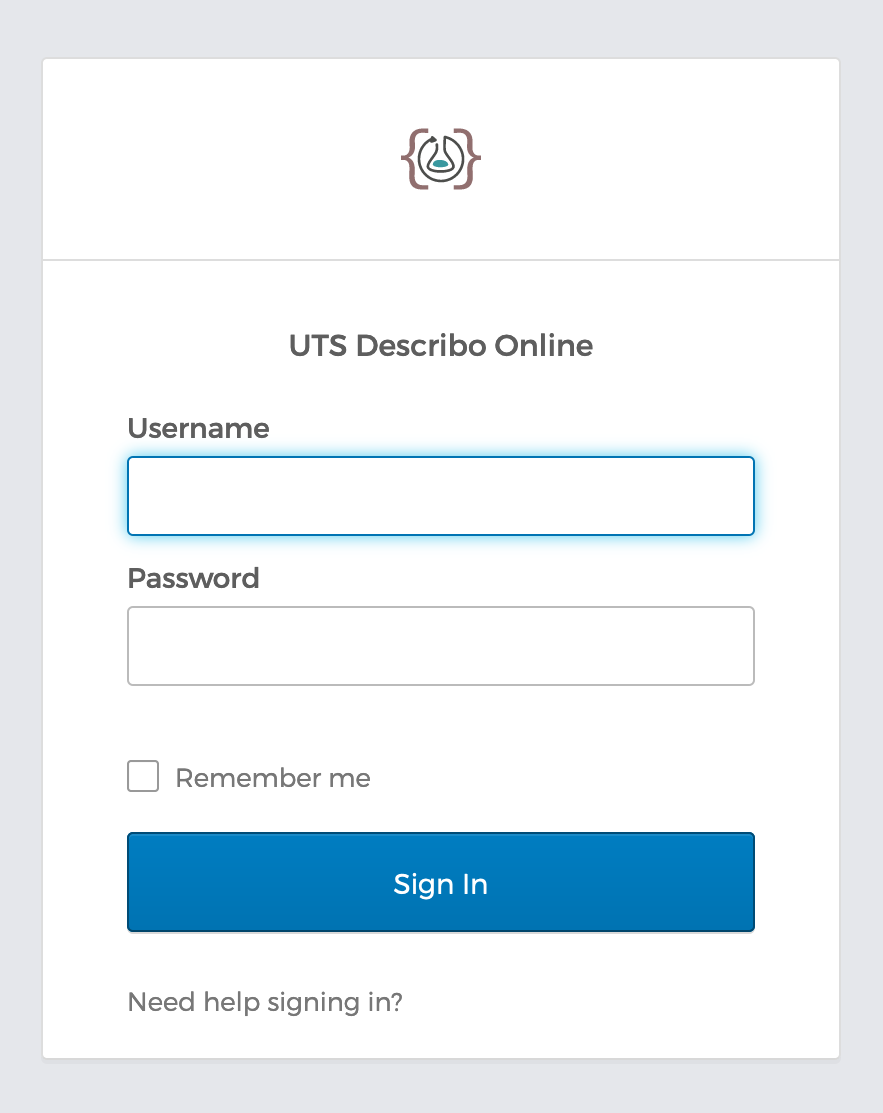 UTS Describo Online
Username
Password
Remember me
Sign In
Need help signing in?